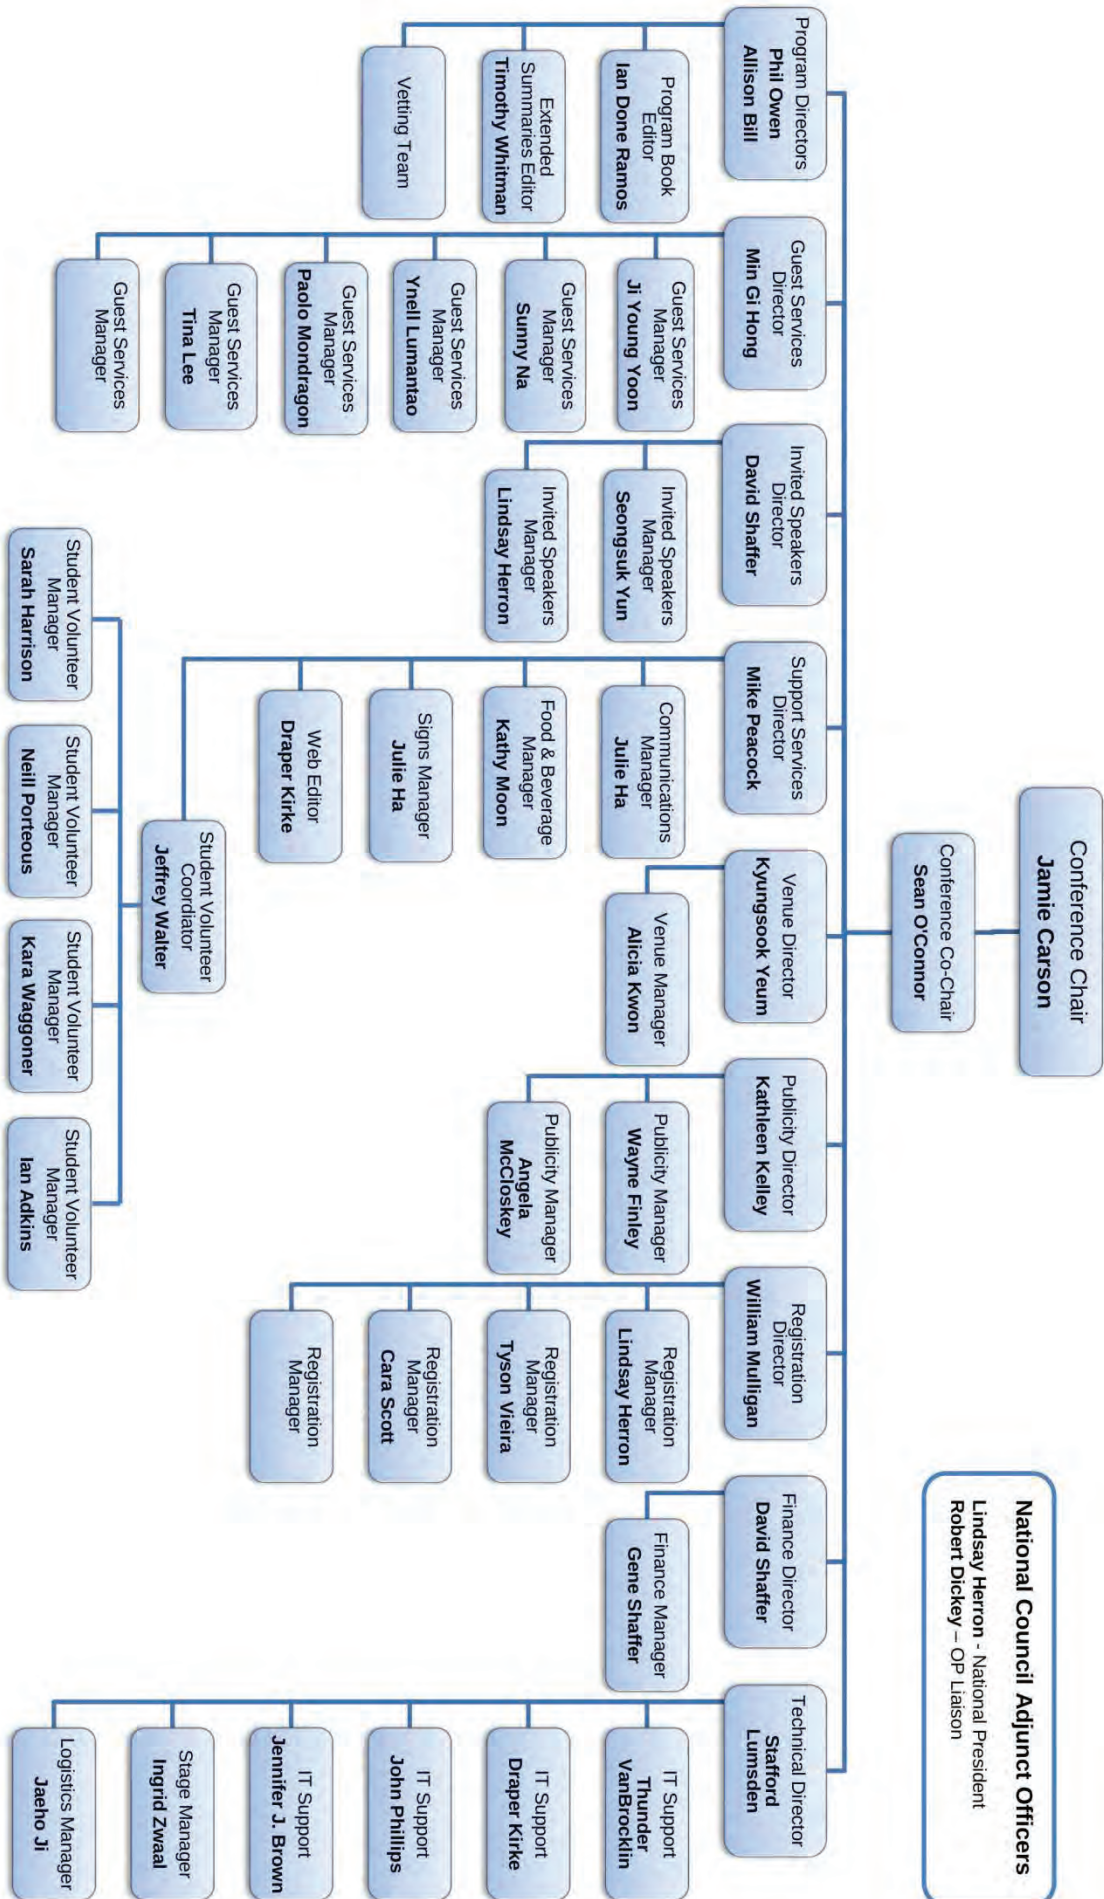 Conference Chair
Jamie Carson
Conference Co-Chair
Sean O'Connor
National Council Adjunct Officers
Lindsay Herron - National President
Robert Dickey – OP Liaison
Program Directors
Phil Owen
Allison Bill
Program Book
Editor
Ian Done Ramos
Extended
Summaries Editor
Timothy Whitman
Vetting Team
Guest Services
Director
Min Gi Hong
Guest Services
Manager
Ji Young Yoon
Guest Services
Manager
Sunny Na
Guest Services
Manager
Ynell Lumantao
Guest Services
Manager
Paolo Mondragon
Guest Services
Manager
Tina Lee
Guest Services
Manager
Invited Speakers
Director
David Shaffer
Invited Speakers
Manager
Seongsuk Yun
Invited Speakers
Manager
Lindsay Herron
Support Services
Director
Mike Peacock
Communications
Manager
Julie Ha
Food & Beverage
Manager
Kathy Moon
Signs Manager
Julie Ha
Web Editor
Draper Kirke
Student Volunteer
Coordiator
Jeffrey Walter
Student Volunteer
Manager
Sarah Harrison
Student Volunteer
Manager
Neill Porteous
Student Volunteer
Manager
Kara Waggoner
Student Volunteer
Manager
Ian Adkins
Venue Director
Kyungsook Yeum
Venue Manager
Alicia Kwon
Publicity Director
Kathleen Kelley
Publicity Manager
Wayne Finley
Publicity Manager
Angela
McCloskey
Registration
Director
William Mulligan
Registration
Manager
Lindsay Herron
Registration
Manager
Tyson Vieira
Registration
Manager
Cara Scott
Registration
Manager
Finance Director
David Shaffer
Finance Manager
Gene Shaffer
Technical Director
Stafford
Lumsden
IT Support
Thunder
VanBrocklin
IT Support
Draper Kirke
IT Support
John Phillips
IT Support
Jennifer J. Brown
Stage Manager
Ingrid Zwaal
Logistics Manager
Jaeho Ji